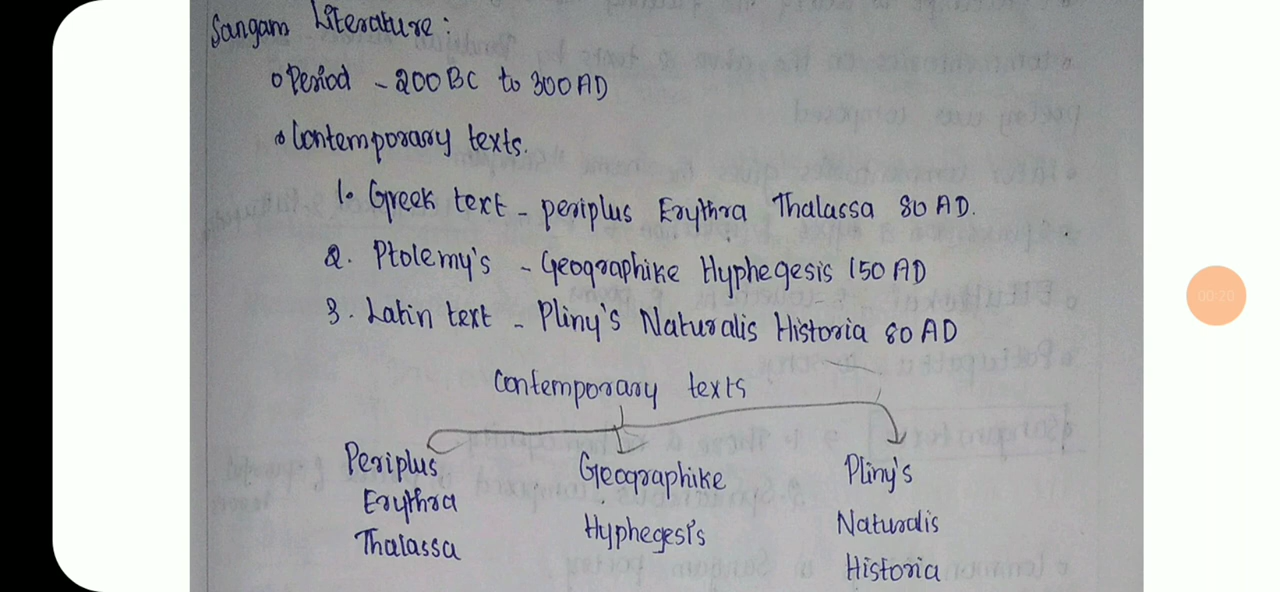 Sangam Literature:
o Period - 200 BC to 300 AD
o Contemporary texts.
1. Greek text - periplus Erythra Thalassa 80 AD.
2. Ptolemy's - Geographike Hyphegesis 150 AD
3. Latin text - Pliny's Naturalis Historia 80 AD
Contemporary texts
Periplus Erythra Thalassa
Geographike Hyphegesis
Pliny's Naturalis Historia
00:20